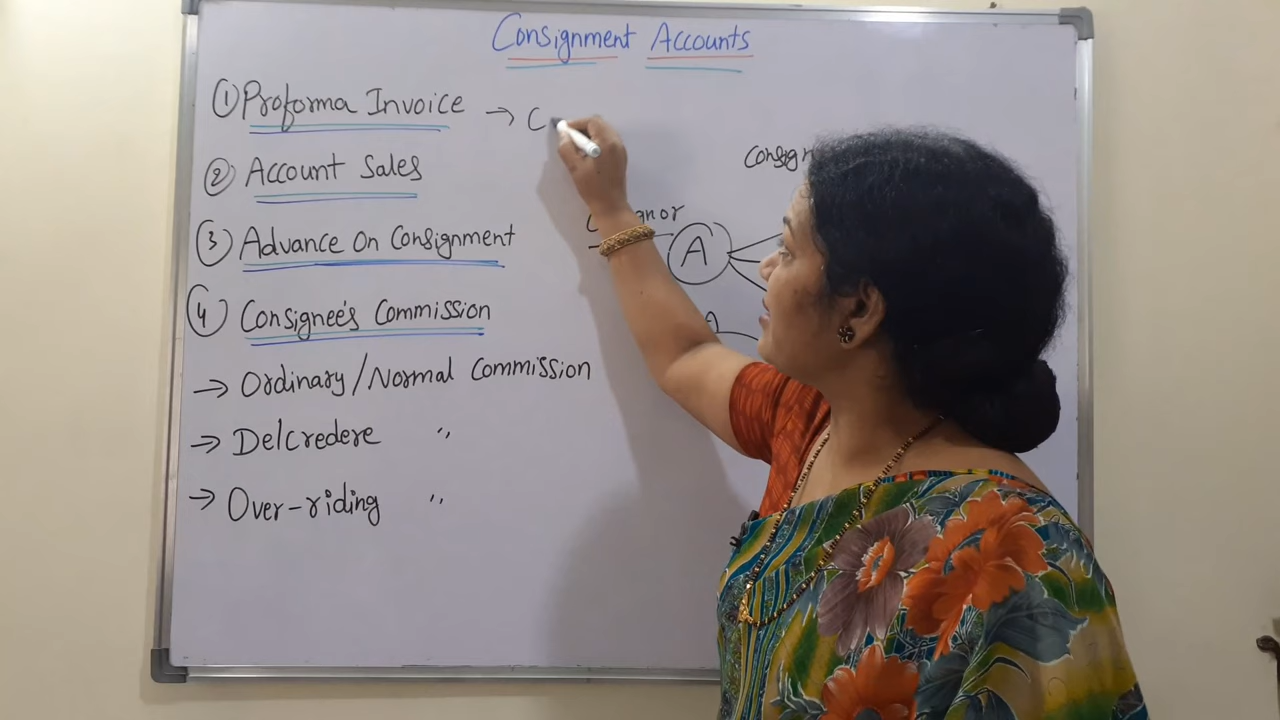 Consignment Accounts
① Proforma Invoice → C
② Account Sales
③ Advance On Consignment
④ Consignee's Commission
→ Ordinary/Normal Commission
→ Delcredere 〃
→ Over-riding 〃
A
A